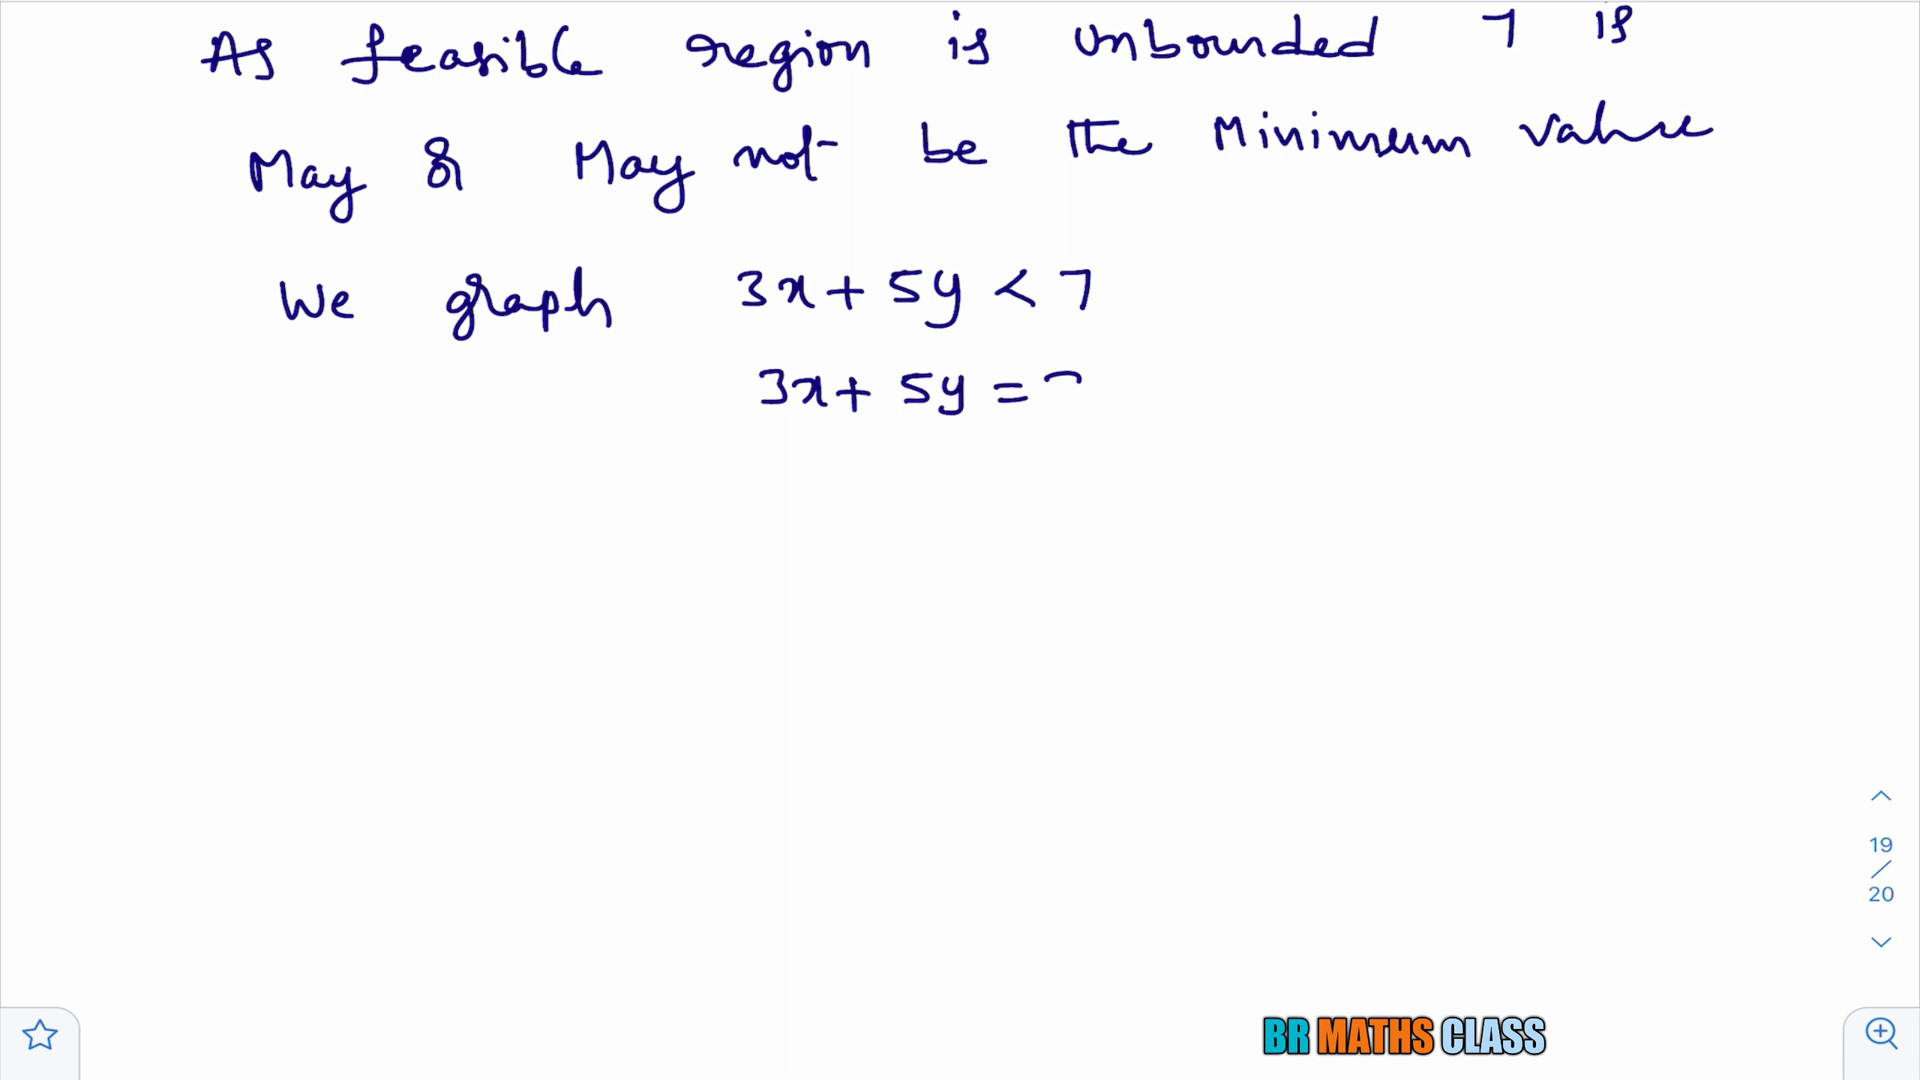 As feasible region is unbounded 7 is
May or May not be the Minimum value
We graph 3x + 5y < 7
3x + 5y =
19
/
20
BR MATHS CLASS